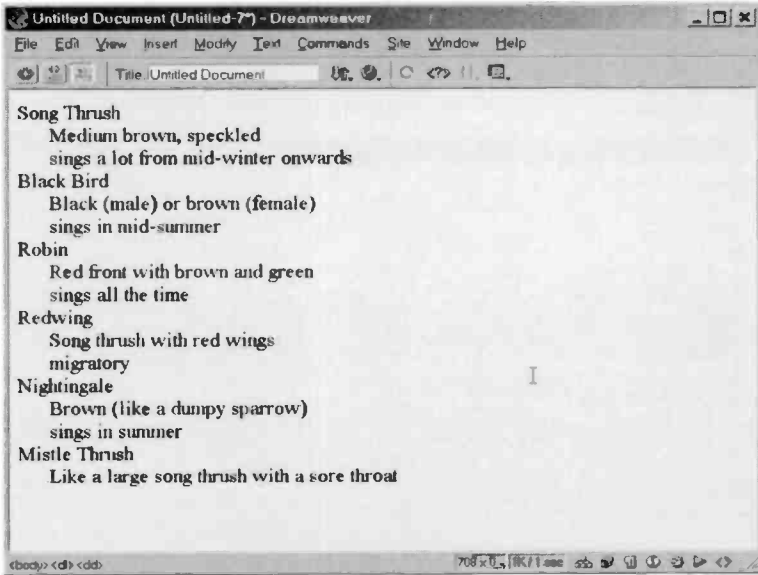 Untitled Document (Untitled-7*) - Dreamweaver
File Edit View Insert Modify Text Commands Site Window Help
Title: Untitled Document
Song Thrush
Medium brown, speckled
sings a lot from mid-winter onwards
Black Bird
Black (male) or brown (female)
sings in mid-summer
Robin
Red front with brown and green
sings all the time
Redwing
Song thrush with red wings
migratory
Nightingale
Brown (like a dumpy sparrow)
sings in summer
Mistle Thrush
Like a large song thrush with a sore throat
<body> <dl> <dd> 1K / 1 sec